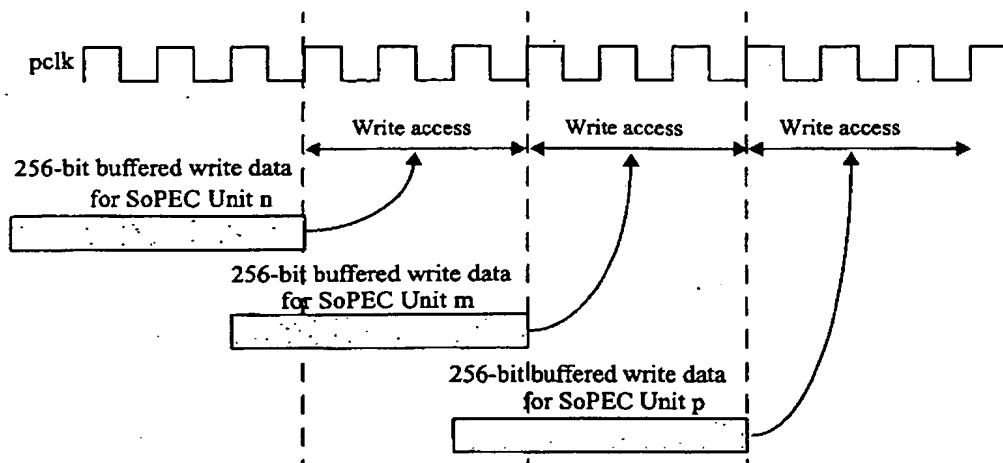 pclk
Write access
Write access
Write access
256-bit buffered write data
for SoPEC Unit n
256-bit buffered write data
for SoPEC Unit m
256-bit buffered write data
for SoPEC Unit p